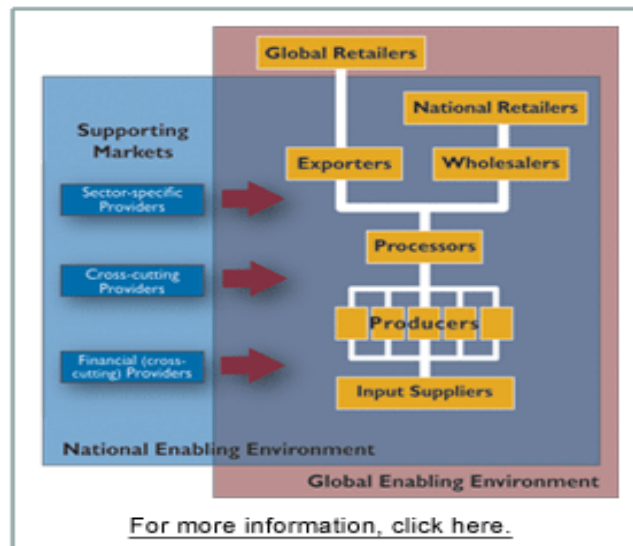 Global Retailers
National Retailers
Supporting
Markets
Exporters
Wholesalers
Sector-specific
Providers
Processors
Cross-cutting
Providers
Producers
Financial (cross-
cutting) Providers
Input Suppliers
National Enabling Environment
Global Enabling Environment
For more information, click here.